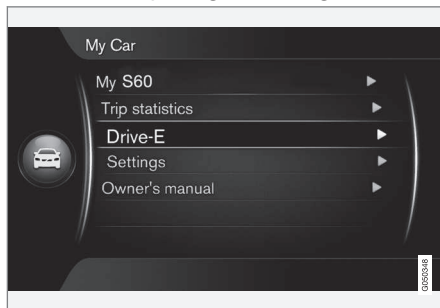 My Car
My S60
Trip statistics
Drive-E
Settings
Owner's manual
G050348